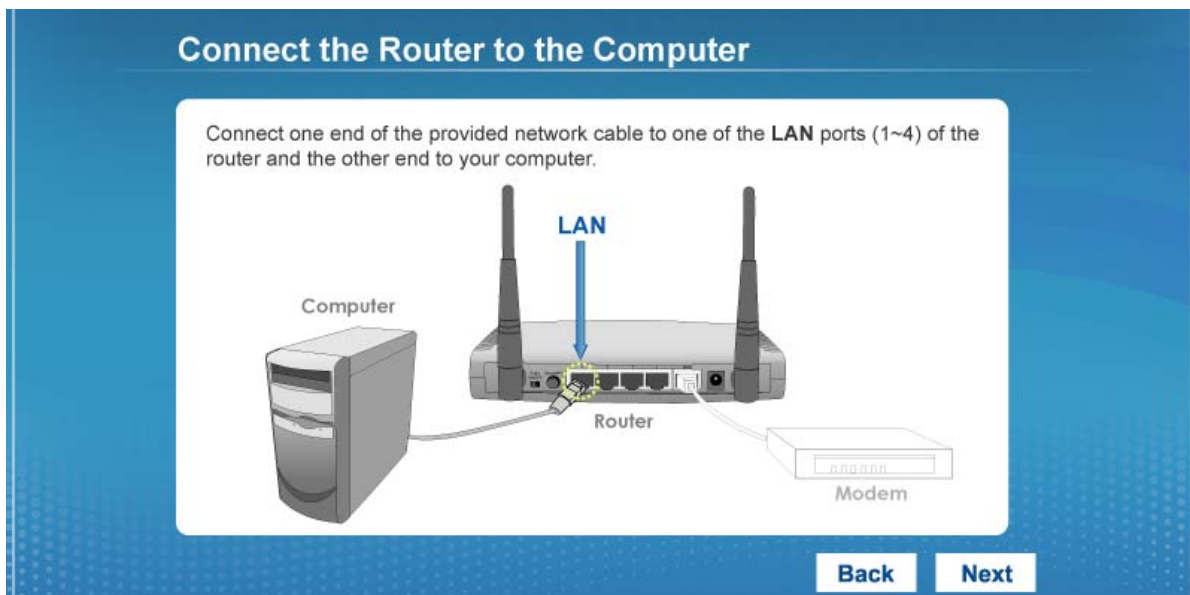 Connect the Router to the Computer
Connect one end of the provided network cable to one of the LAN ports (1~4) of the
router and the other end to your computer.
LAN
Computer
Router
Modem
Back
Next